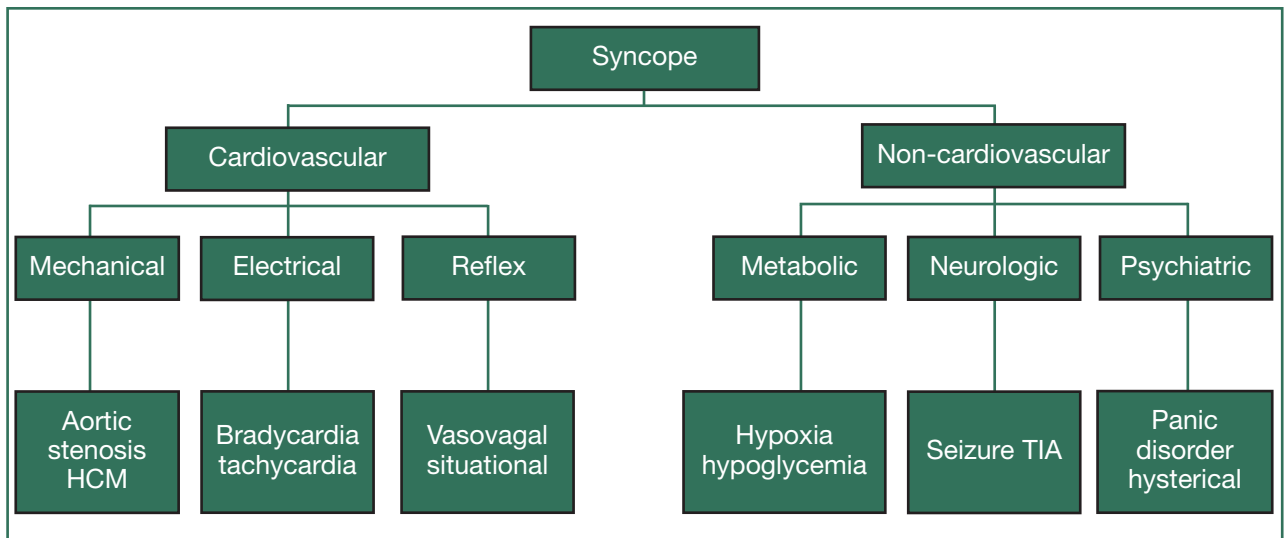 Syncope
Cardiovascular
Non-cardiovascular
Mechanical
Electrical
Reflex
Metabolic
Neurologic
Psychiatric
Aortic
stenosis
HCM
Bradycardia
tachycardia
Vasovagal
situational
Hypoxia
hypoglycemia
Seizure TIA
Panic
disorder
hysterical